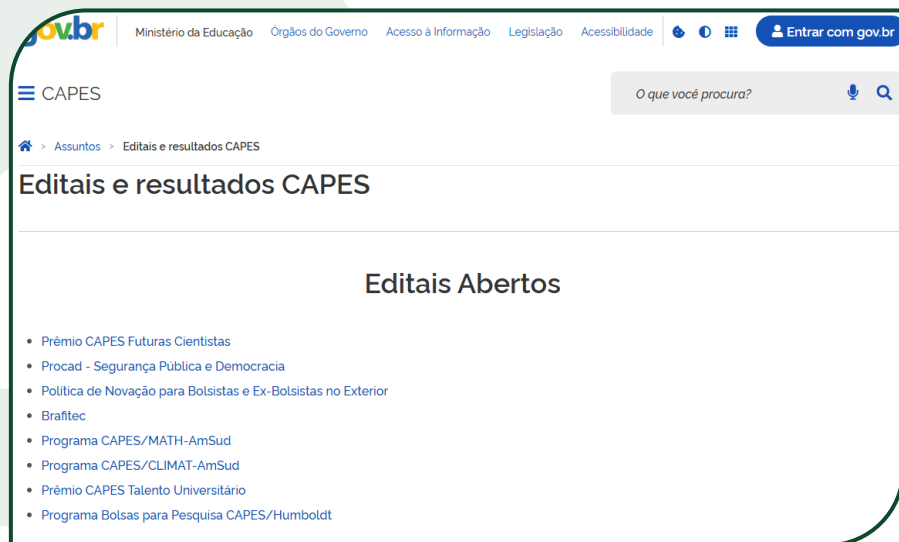 gov.br
Ministério da Educação Órgãos do Governo Acesso à Informação Legislação Acessibilidade Entrar com gov.br
CAPES O que você procura?
> Assuntos > Editais e resultados CAPES
Editais e resultados CAPES
Editais Abertos
• Prêmio CAPES Futuras Cientistas
• Procad - Segurança Pública e Democracia
• Política de Novação para Bolsistas e Ex-Bolsistas no Exterior
• Brafitec
• Programa CAPES/MATH-AmSud
• Programa CAPES/CLIMAT-AmSud
• Prêmio CAPES Talento Universitário
• Programa Bolsas para Pesquisa CAPES/Humboldt